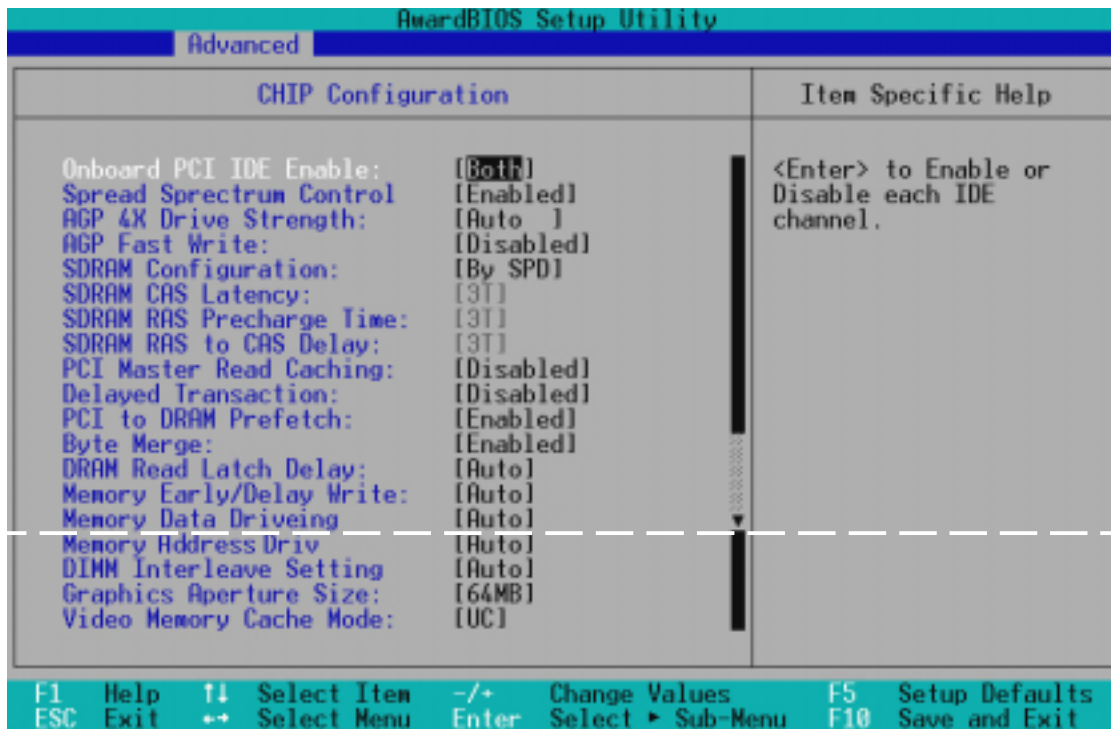 AwardBIOS Setup Utility
Advanced
CHIP Configuration
Item Specific Help
Onboard PCI IDE Enable: [Both]
Spread Sprectrum Control [Enabled]
AGP 4X Drive Strength: [Auto ]
AGP Fast Write: [Disabled]
SDRAM Configuration: [By SPD]
SDRAM CAS Latency: [3T]
SDRAM RAS Precharge Time: [3T]
SDRAM RAS to CAS Delay: [3T]
PCI Master Read Caching: [Disabled]
Delayed Transaction: [Disabled]
PCI to DRAM Prefetch: [Enabled]
Byte Merge: [Enabled]
DRAM Read Latch Delay: [Auto]
Memory Early/Delay Write: [Auto]
Memory Data Driveing [Auto]
Memory Address Driv [Auto]
DIMM Interleave Setting [Auto]
Graphics Aperture Size: [64MB]
Video Memory Cache Mode: [UC]
<Enter> to Enable or
Disable each IDE
channel.
F1 Help ↑↓ Select Item -/+ Change Values F5 Setup Defaults
ESC Exit ←→ Select Menu Enter Select ► Sub-Menu F10 Save and Exit